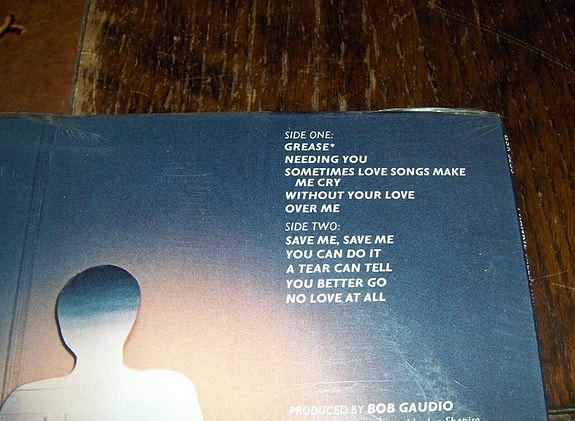 SIDE ONE:
GREASE*
NEEDING YOU
SOMETIMES LOVE SONGS MAKE
ME CRY
WITHOUT YOUR LOVE
OVER ME
SIDE TWO:
SAVE ME, SAVE ME
YOU CAN DO IT
A TEAR CAN TELL
YOU BETTER GO
NO LOVE AT ALL
PRODUCED BY BOB GAUDIO
Shapiro